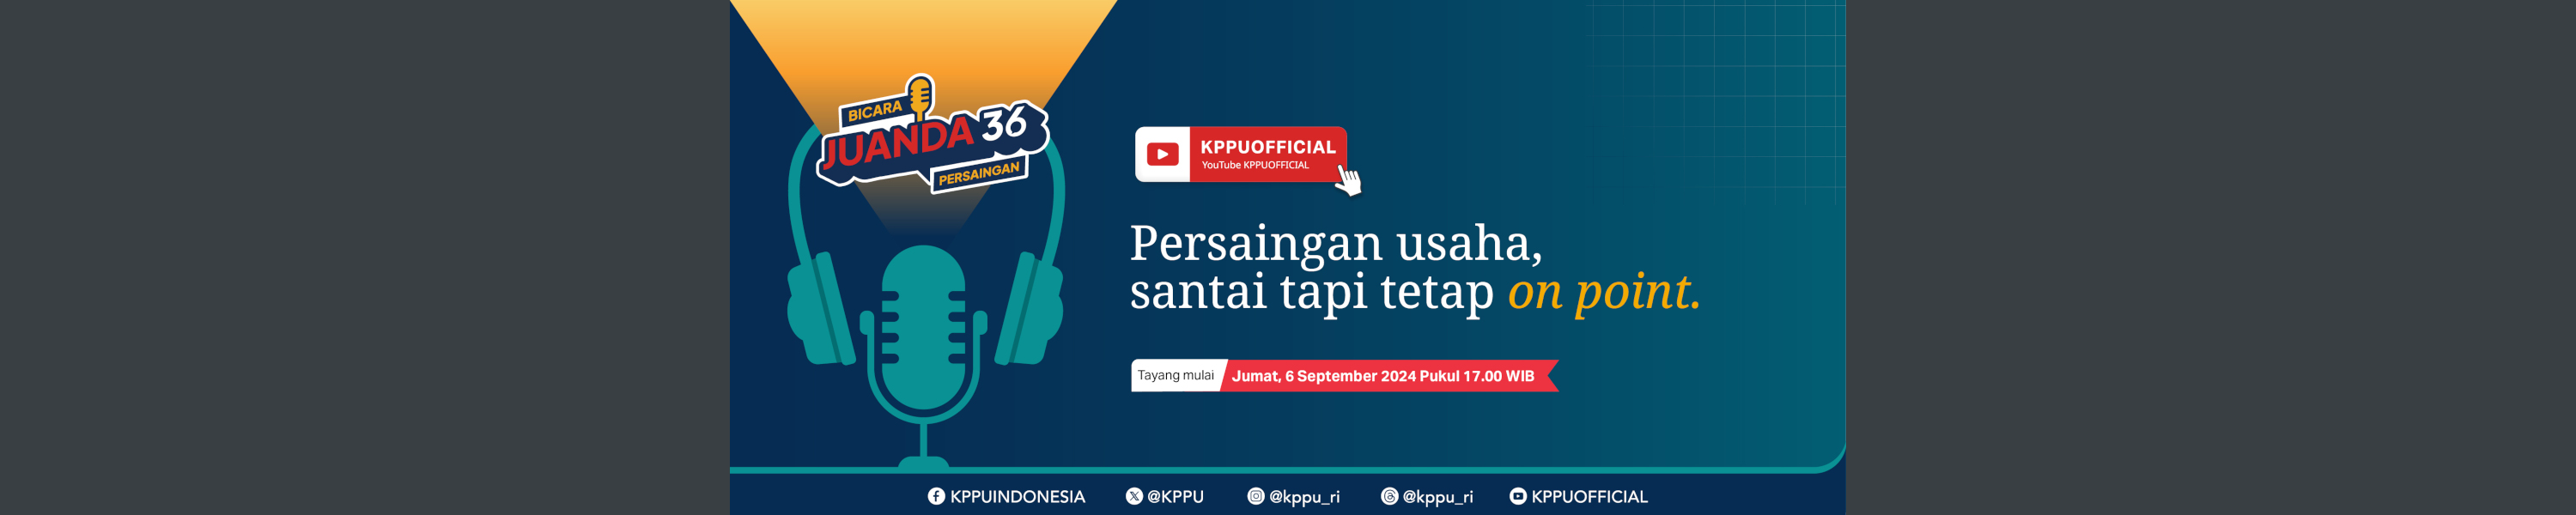 BICARA
JUANDA 36
PERSAINGAN
KPPUOFFICIAL
YouTube KPPUOFFICIAL
Persaingan usaha,
santai tapi tetap on point.
Tayang mulai Jumat, 6 September 2024 Pukul 17.00 WIB
KPPUINDONESIA @KPPU @kppu_ri @kppu_ri KPPUOFFICIAL